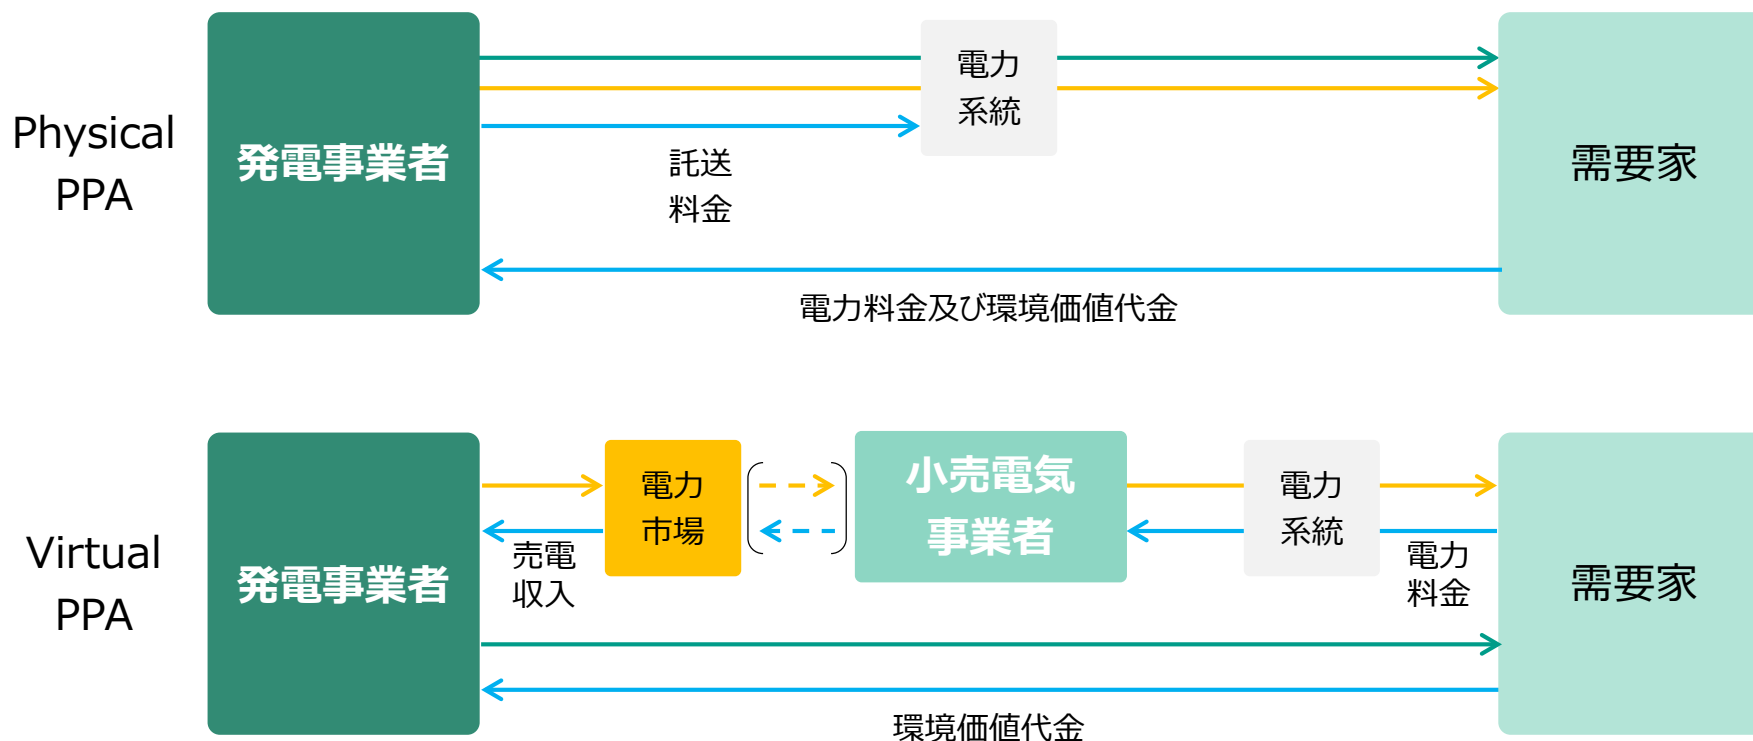 Physical
PPA
発電事業者
電力
系統
託送
料金
需要家
電力料金及び環境価値代金
Virtual
PPA
発電事業者
売電
収入
電力
市場
小売電気
事業者
電力
系統
電力
料金
需要家
環境価値代金